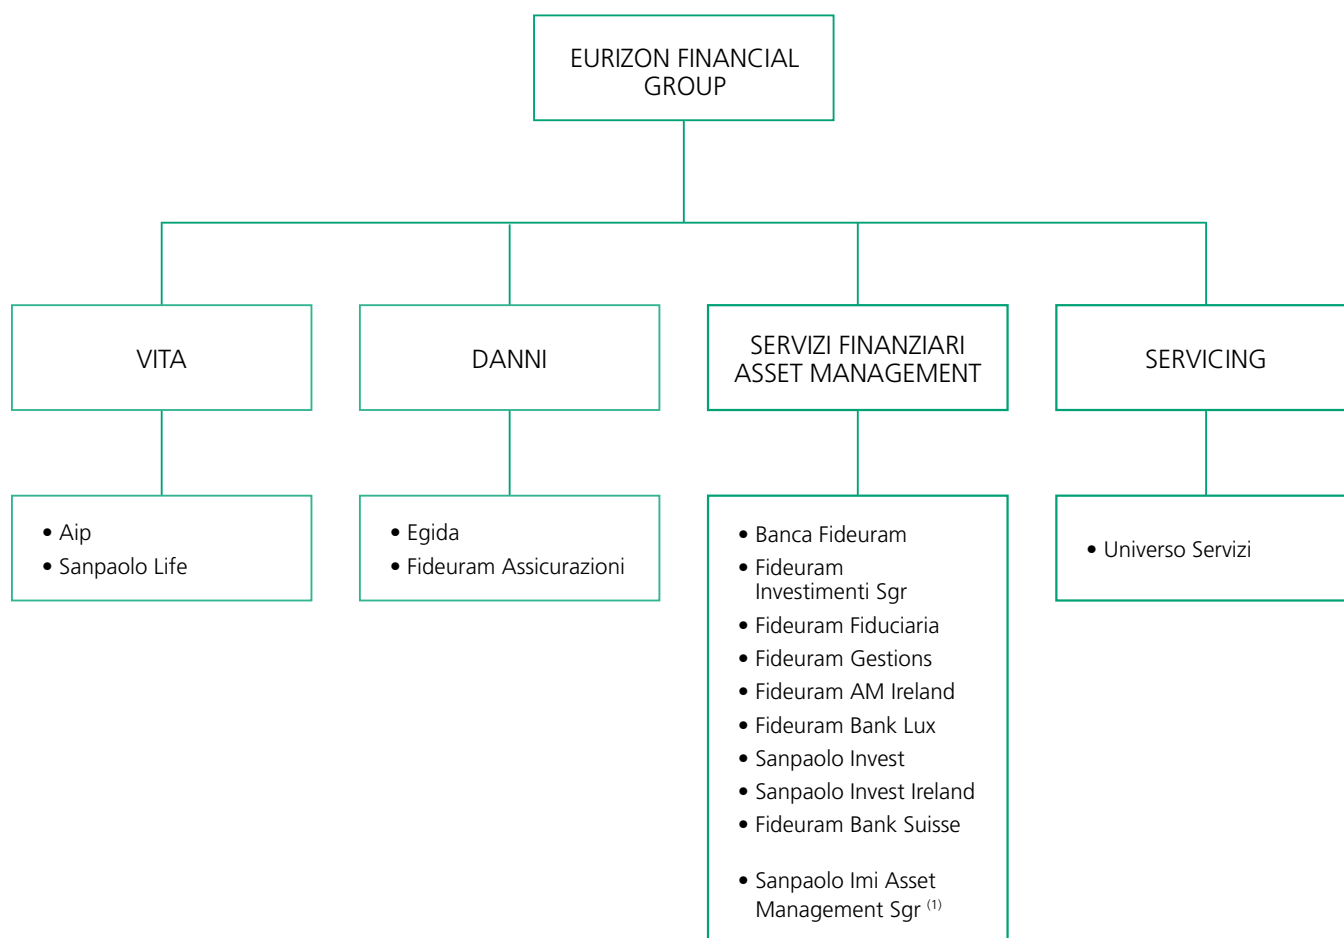 EURIZON FINANCIAL
GROUP
VITA
DANNI
SERVIZI FINANZIARI
ASSET MANAGEMENT
SERVICING
• Aip
• Sanpaolo Life
• Egida
• Fideuram Assicurazioni
• Banca Fideuram
• Fideuram
Investimenti Sgr
• Fideuram Fiduciaria
• Fideuram Gestions
• Fideuram AM Ireland
• Fideuram Bank Lux
• Sanpaolo Invest
• Sanpaolo Invest Ireland
• Fideuram Bank Suisse
• Sanpaolo Imi Asset
Management Sgr (1)
• Universo Servizi